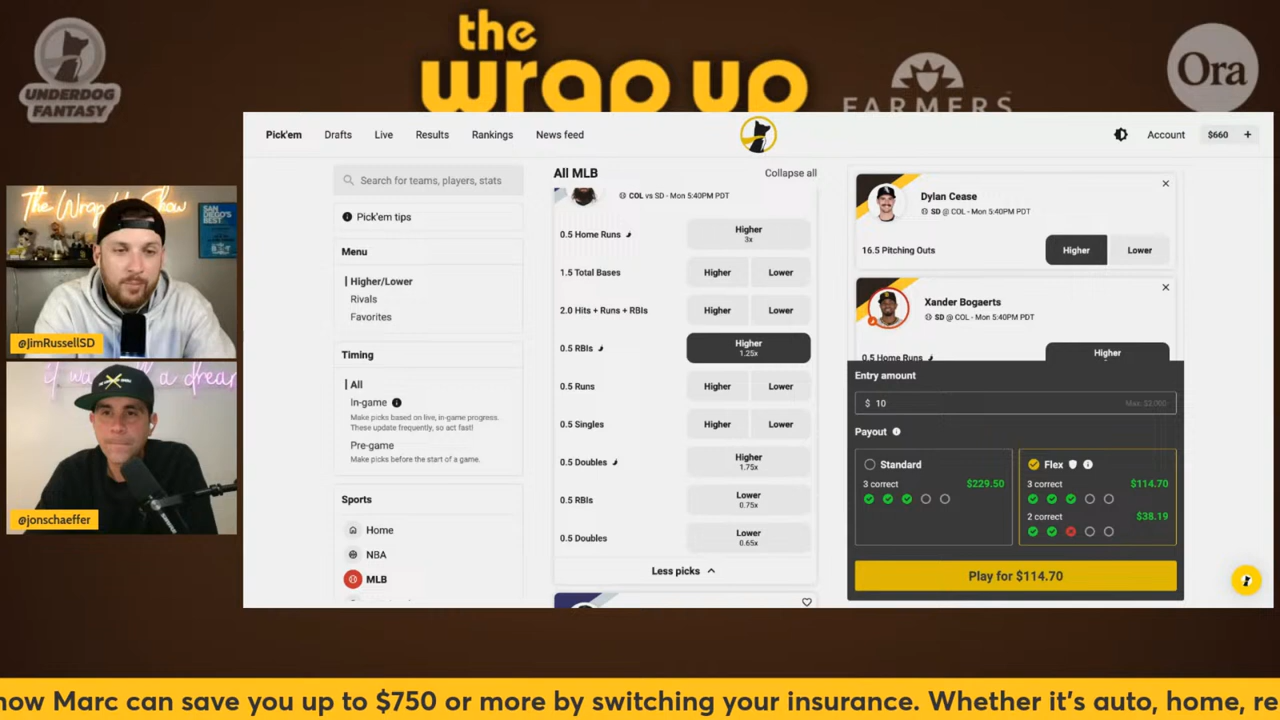 the
wrap up
UNDERDOG
FANTASY
FARMERS
Ora
Pick'em Drafts Live Results Rankings News feed Account $660 +
Search for teams, players, stats
Pick'em tips
Menu
Higher/Lower
Rivals
Favorites
Timing
All
In-game
Make picks based on live, in-game progress.
These update frequently, so act fast!
Pre-game
Make picks before the start of a game.
Sports
Home
NBA
MLB
All MLB Collapse all
COL vs SD - Mon 5:40PM PDT
0.5 Home Runs Higher
3x
1.5 Total Bases Higher Lower
2.0 Hits + Runs + RBIs Higher Lower
0.5 RBIs Higher
1.25x
0.5 Runs Higher Lower
0.5 Singles Higher Lower
0.5 Doubles Higher
1.75x
0.5 RBIs Lower
0.75x
0.5 Doubles Lower
0.65x
Less picks
Dylan Cease
SD @ COL - Mon 5:40PM PDT
16.5 Pitching Outs Higher Lower
Xander Bogaerts
SD @ COL - Mon 5:40PM PDT
0.5 Home Runs Higher
Entry amount
$ 10 Max: $2,000
Payout
Standard
3 correct $229.50
Flex
3 correct $114.70
2 correct $38.19
Play for $114.70
The Wrap Up Show
SAN DIEGO'S
BEST
@JimRussellSD
it was all a dream
@jonschaeffer
how Marc can save you up to $750 or more by switching your insurance. Whether it's auto, home, re